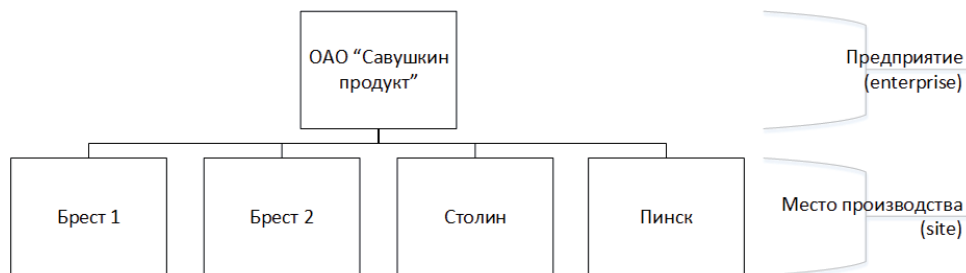 ОАО “Савушкин
продукт”
Предприятие
(enterprise)
Брест 1
Брест 2
Столин
Пинск
Место производства
(site)